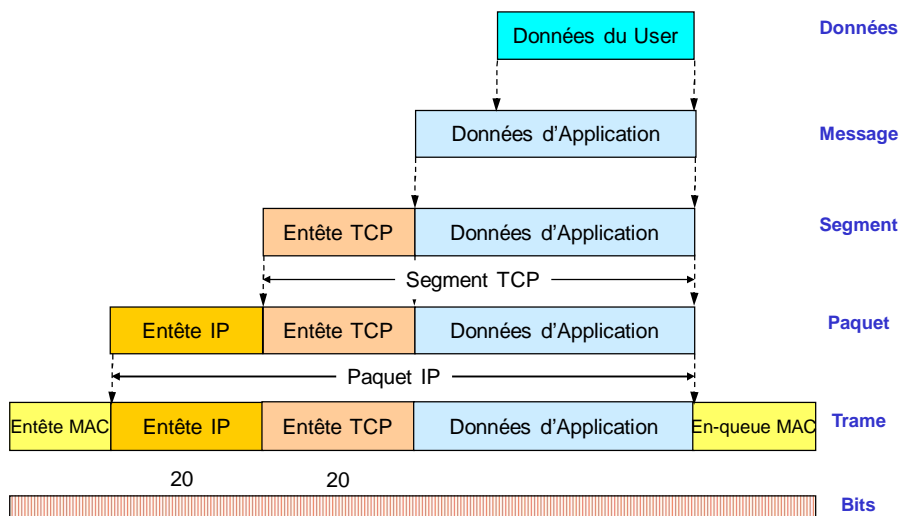 Données du User
Données
Données d'Application
Message
Entête TCP
Données d'Application
Segment
Segment TCP
Entête IP
Entête TCP
Données d'Application
Paquet
Paquet IP
Entête MAC
Entête IP
Entête TCP
Données d'Application
En-queue MAC
Trame
20
20
Bits